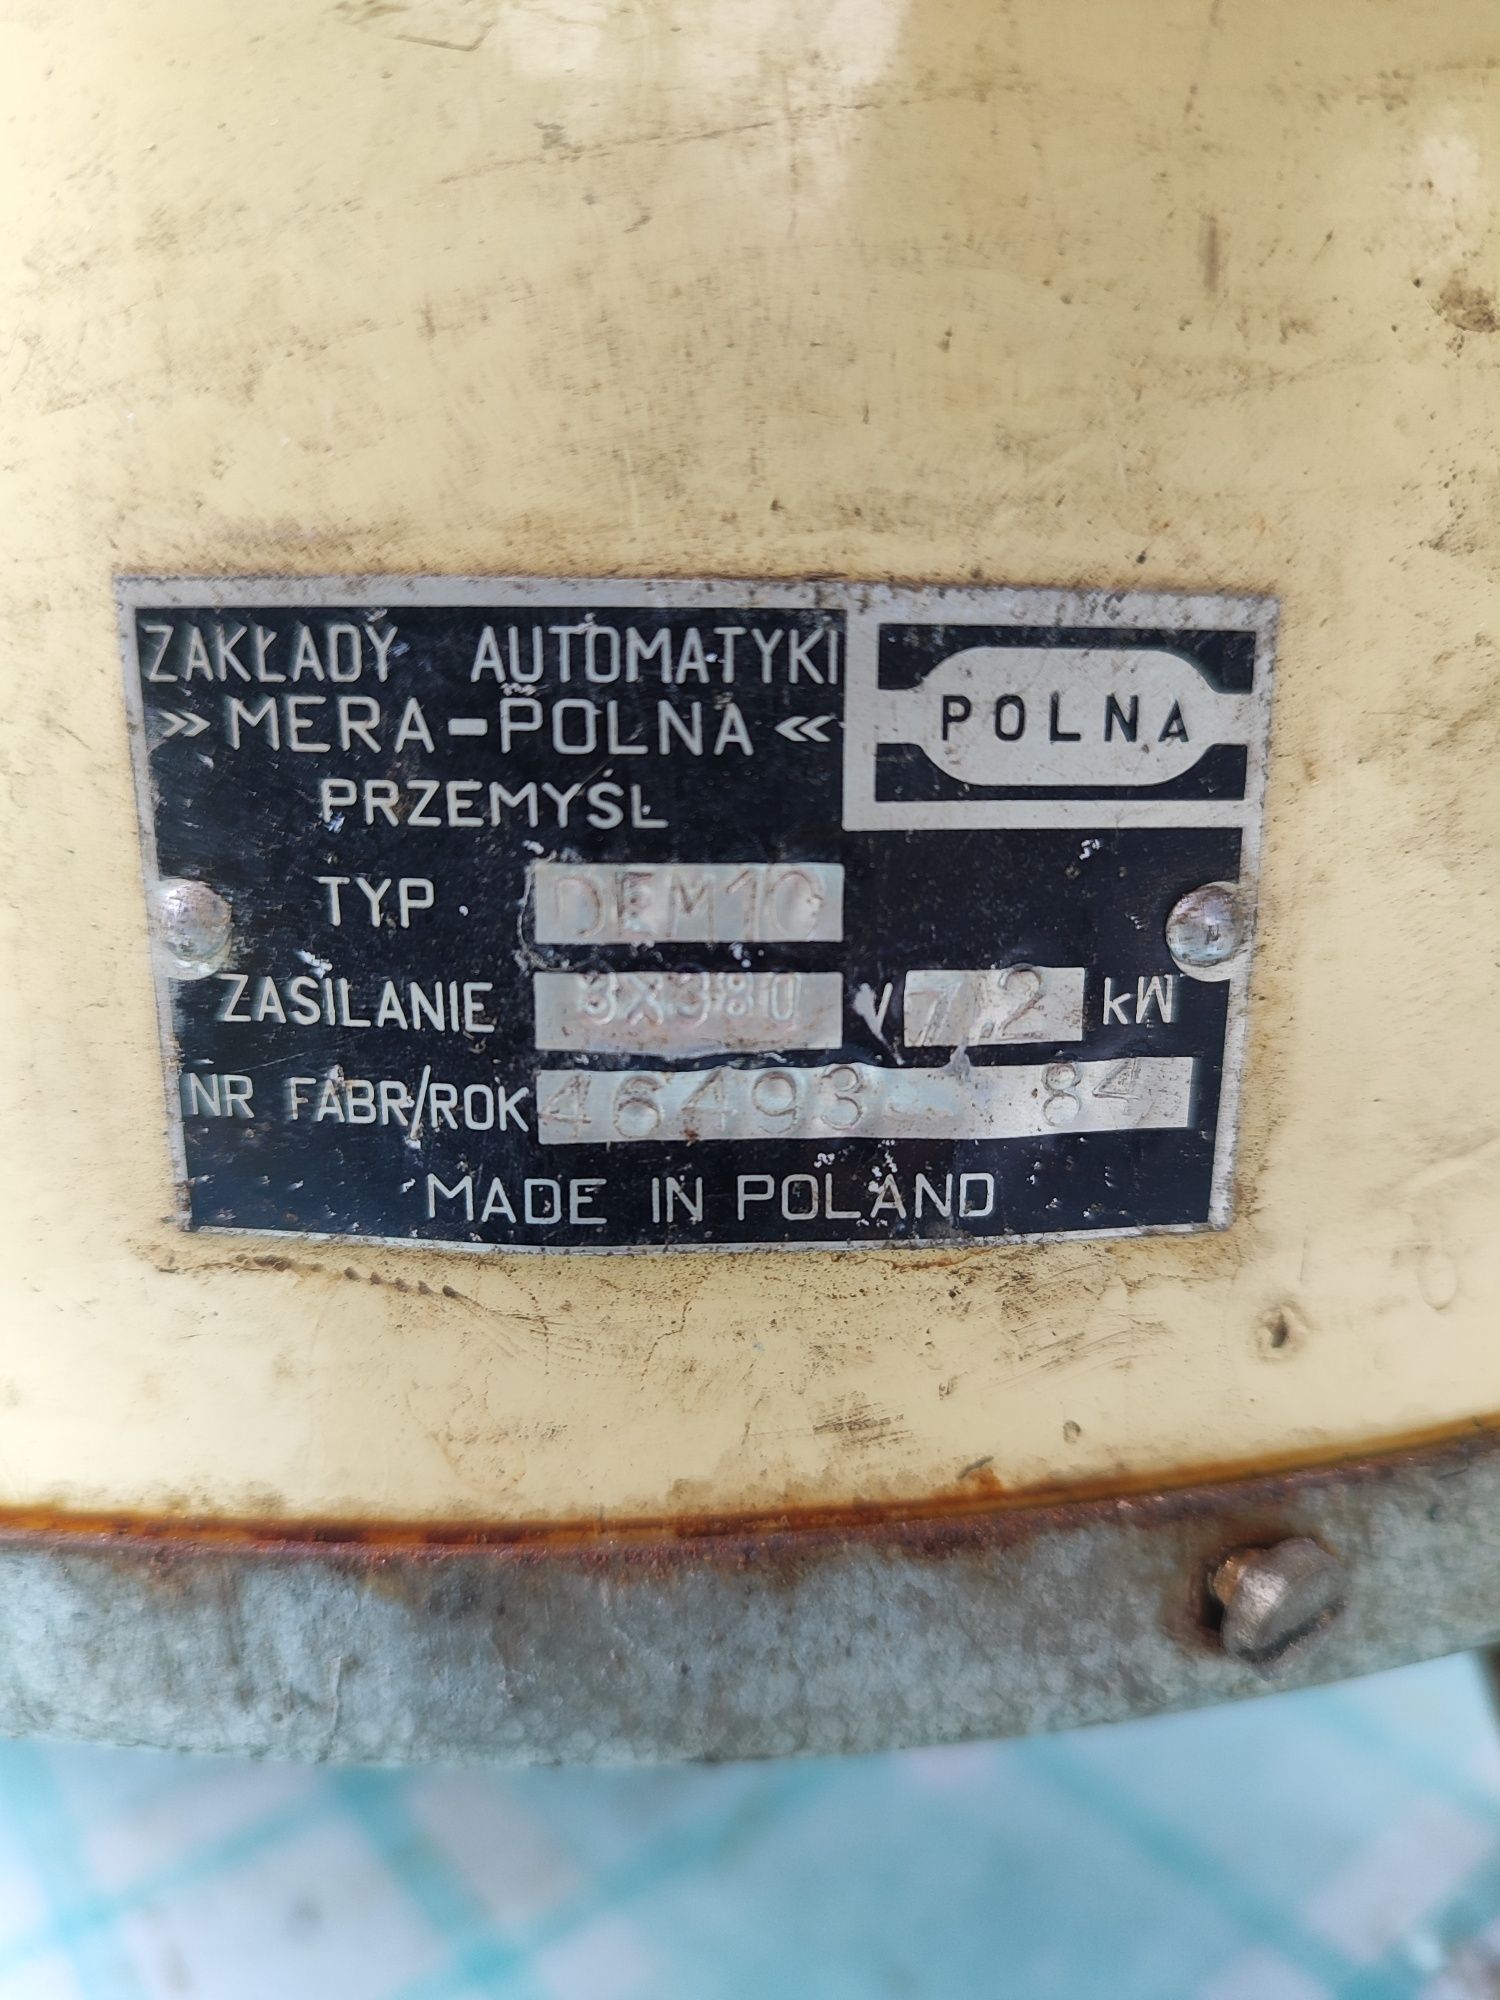 ZAKŁADY AUTOMATYKI
»MERA-POLNA«
PRZEMYŚL
POLNA
TYP DEM10
ZASILANIE 3X380 V 7.2 kW
NR FABR/ROK 46493-84
MADE IN POLAND